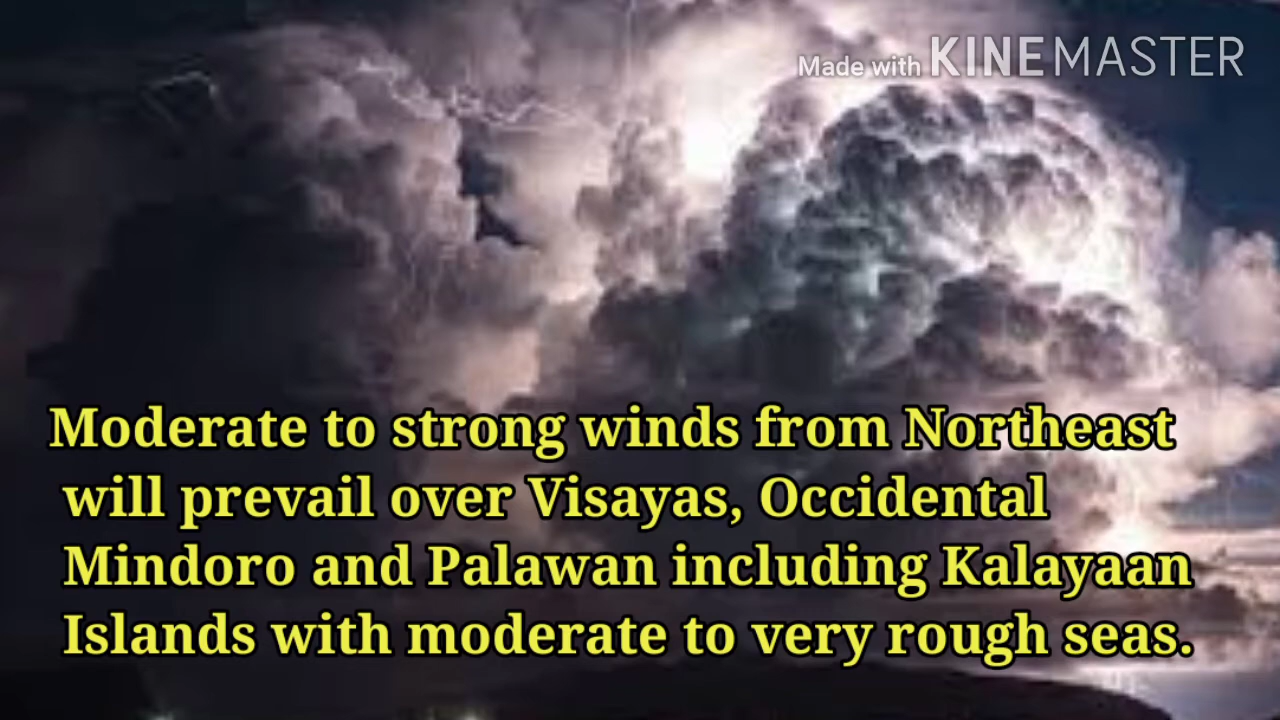 Made with KINEMASTER
Moderate to strong winds from Northeast
will prevail over Visayas, Occidental
Mindoro and Palawan including Kalayaan
Islands with moderate to very rough seas.